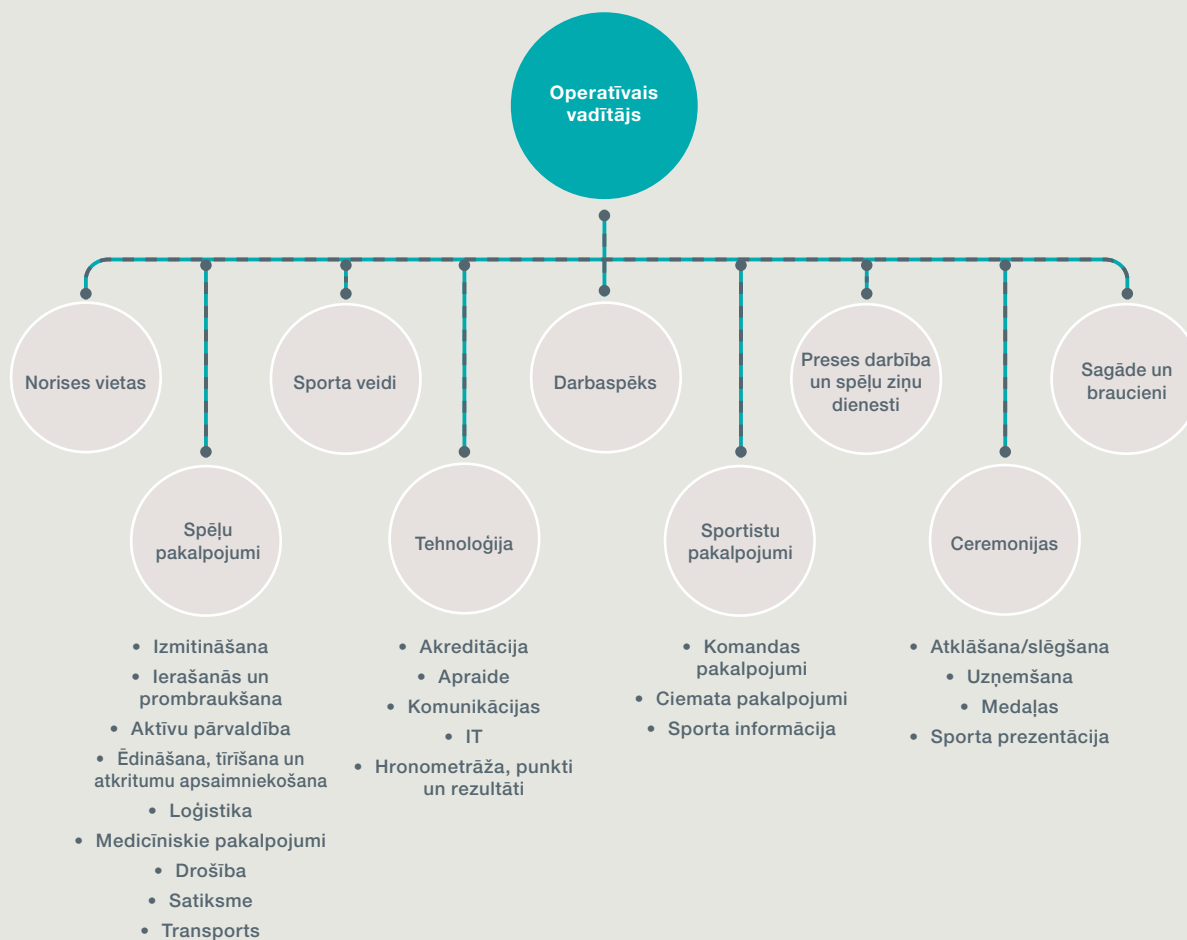 Operatīvais
vadītājs
Norises vietas
Sporta veidi
Darbaspēks
Preses darbība
un spēļu ziņu
dienesti
Sagāde un
braucieni
Spēļu
pakalpojumi
Tehnoloģija
Sportistu
pakalpojumi
Ceremonijas
• Izmitināšana
• Ierašanās un
prombraukšana
• Aktīvu pārvaldība
• Ēdināšana, tīrīšana un
atkritumu apsaimniekošana
• Loģistika
• Medicīniskie pakalpojumi
• Drošība
• Satiksme
• Transports
• Akreditācija
• Apraide
• Komunikācijas
• IT
• Hronometrāža, punkti
un rezultāti
• Komandas
pakalpojumi
• Ciemata pakalpojumi
• Sporta informācija
• Atklāšana/slēgšana
• Uzņemšana
• Medaļas
• Sporta prezentācija